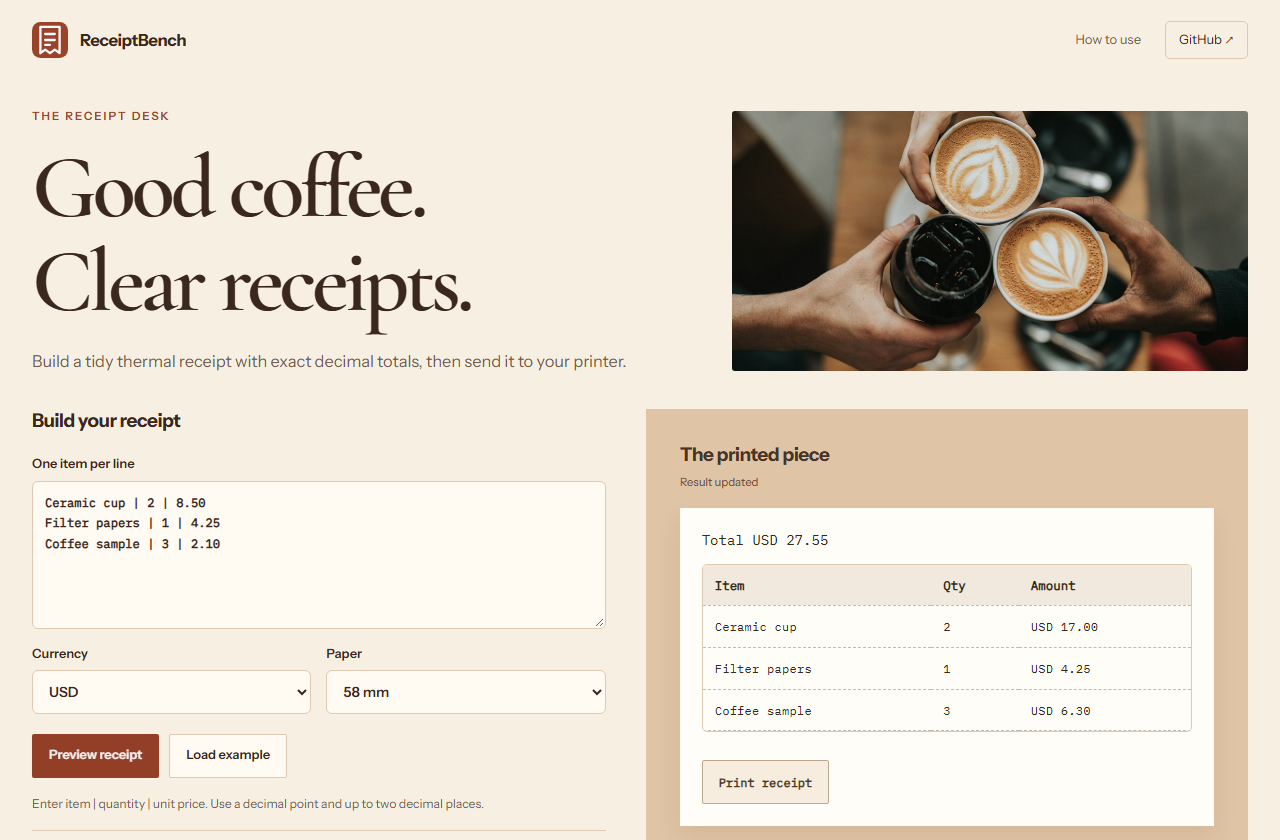 ReceiptBench
How to use
GitHub ↗
THE RECEIPT DESK
Good coffee.
Clear receipts.
Build a tidy thermal receipt with exact decimal totals, then send it to your printer.
Build your receipt
One item per line
Ceramic cup | 2 | 8.50
Filter papers | 1 | 4.25
Coffee sample | 3 | 2.10
Currency
Paper
USD
58 mm
Preview receipt
Load example
Enter item | quantity | unit price. Use a decimal point and up to two decimal places.
The printed piece
Result updated
Total USD 27.55
Item Qty Amount
Ceramic cup 2 USD 17.00
Filter papers 1 USD 4.25
Coffee sample 3 USD 6.30
Print receipt